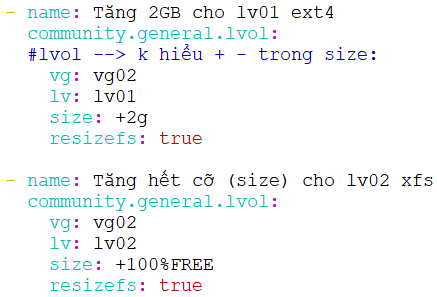 - name: Tăng 2GB cho lv01 ext4
  community.general.lvol:
  #lvol --> k hiểu + - trong size:
    vg: vg02
    lv: lv01
    size: +2g
    resizefs: true

- name: Tăng hết cỡ (size) cho lv02 xfs
  community.general.lvol:
    vg: vg02
    lv: lv02
    size: +100%FREE
    resizefs: true